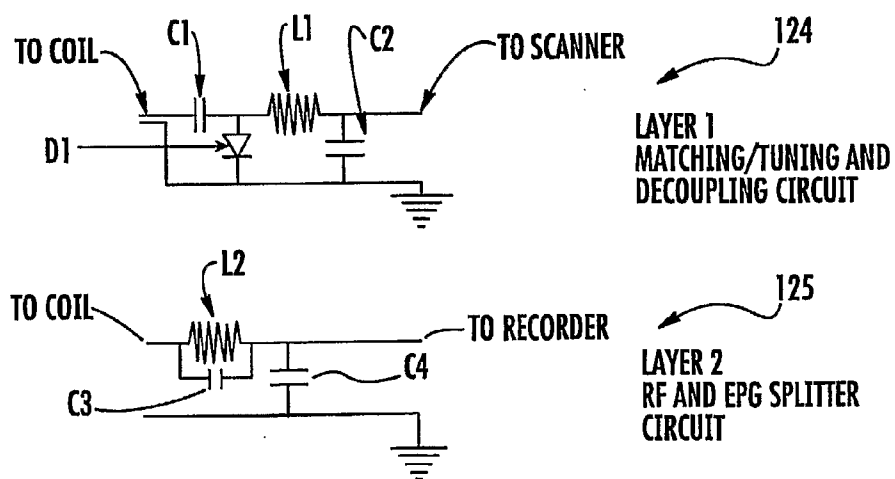 C1
L1
C2
124
TO COIL
TO SCANNER
D1
LAYER 1
MATCHING/TUNING AND
DECOUPLING CIRCUIT
L2
125
TO COIL
TO RECORDER
C3
C4
LAYER 2
RF AND EPG SPLITTER
CIRCUIT